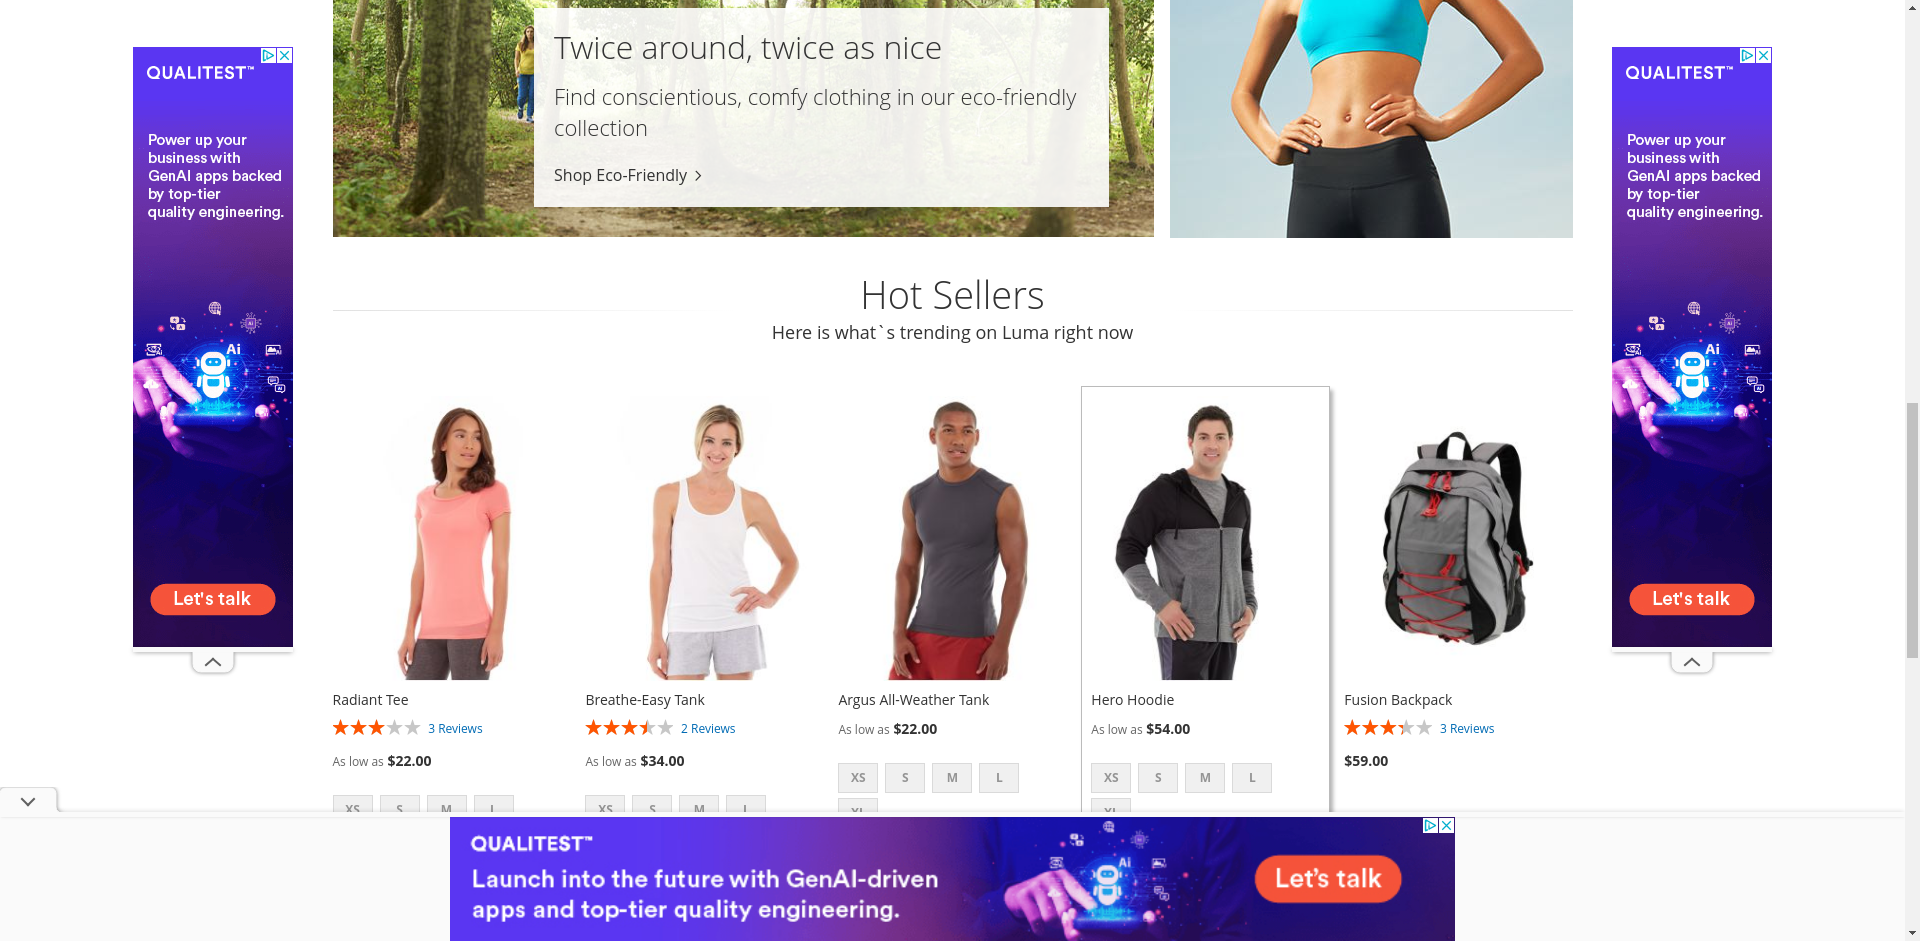 Twice around, twice as nice
Find conscientious, comfy clothing in our eco-friendly
collection
Shop Eco-Friendly
QUALITEST™
Power up your
business with
GenAI apps backed
by top-tier
quality engineering.
Ai
Let's talk
QUALITEST™
Power up your
business with
GenAI apps backed
by top-tier
quality engineering.
Ai
Let's talk
Hot Sellers
Here is what`s trending on Luma right now
Radiant Tee
3 Reviews
As low as $22.00
XS S M L
Breathe-Easy Tank
2 Reviews
As low as $34.00
XS S M L
Argus All-Weather Tank
As low as $22.00
XS S M L
XL
Hero Hoodie
As low as $54.00
XS S M L
XL
Fusion Backpack
3 Reviews
$59.00
QUALITEST™
Launch into the future with GenAI-driven
apps and top-tier quality engineering.
Ai
Let's talk